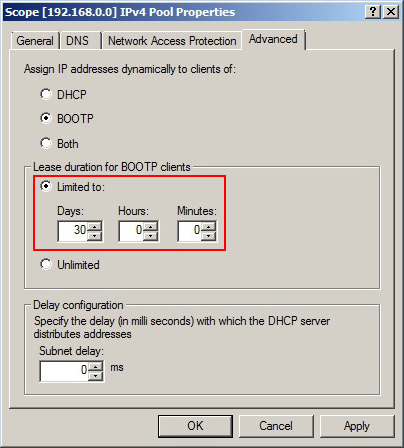 Scope [192.168.0.0] IPv4 Pool Properties
General DNS Network Access Protection Advanced
Assign IP addresses dynamically to clients of:
DHCP
BOOTP
Both
Lease duration for BOOTP clients
Limited to:
Days: Hours: Minutes:
30 0 0
Unlimited
Delay configuration
Specify the delay (in milli seconds) with which the DHCP server
distributes addresses
Subnet delay:
0 ms
OK Cancel Apply